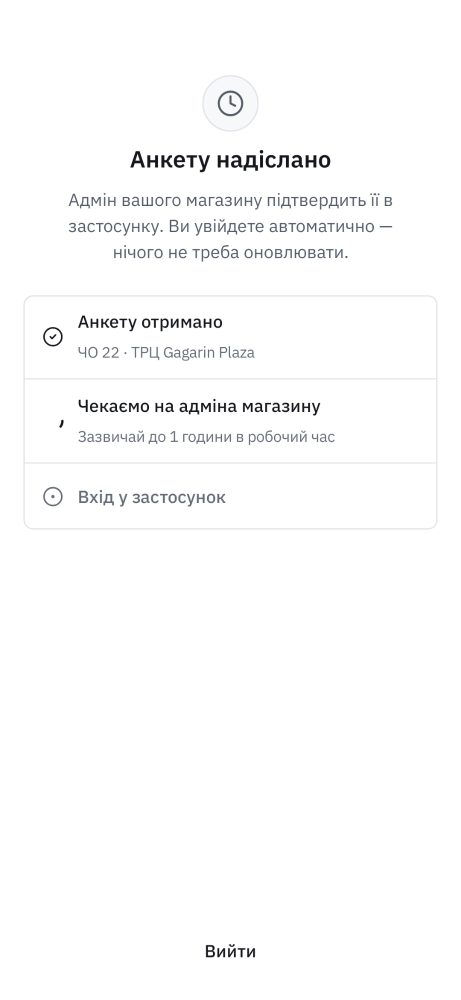 Анкету надіслано
Адмін вашого магазину підтвердить її в
застосунку. Ви увійдете автоматично —
нічого не треба оновлювати.
Анкету отримано
ЧО 22 · ТРЦ Gagarin Plaza
Чекаємо на адміна магазину
Зазвичай до 1 години в робочий час
Вхід у застосунок
Вийти